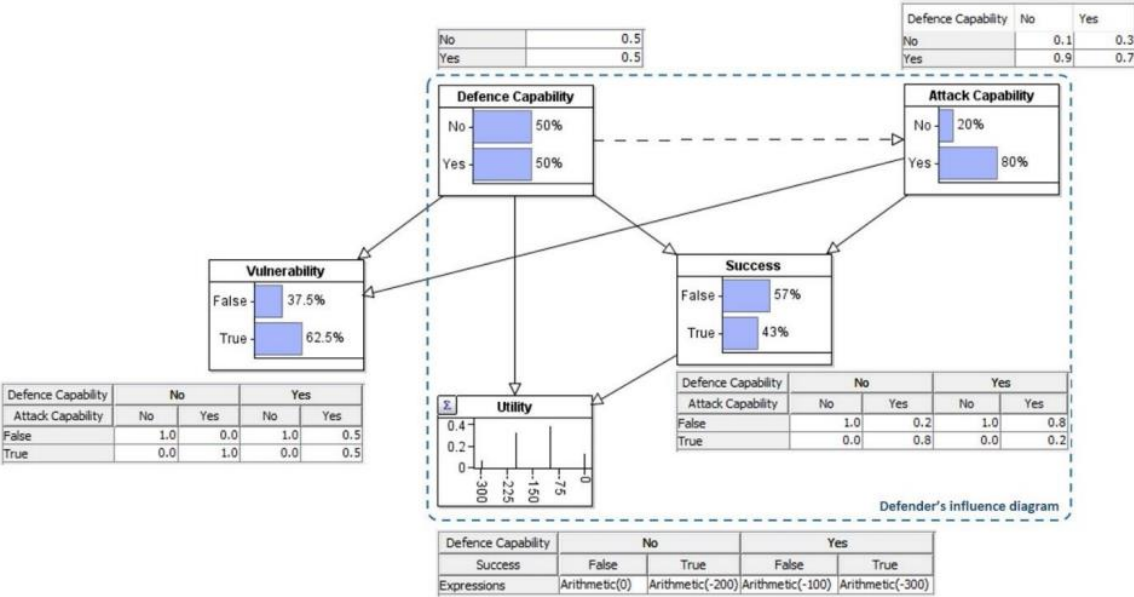 No 0.5
Yes 0.5
Defence Capability No Yes
No 0.1 0.3
Yes 0.9 0.7
Defence Capability
No 50%
Yes 50%
Attack Capability
No 20%
Yes 80%
Vulnerability
False 37.5%
True 62.5%
Success
False 57%
True 43%
Defence Capability No Yes
Attack Capability No Yes No Yes
False 1.0 0.0 1.0 0.5
True 0.0 1.0 0.0 0.5
Σ Utility
0.4
0.2
0
-300 -225 -150 -75 0
Defence Capability No Yes
Attack Capability No Yes No Yes
False 1.0 0.2 1.0 0.8
True 0.0 0.8 0.0 0.2
Defender's influence diagram
Defence Capability No Yes
Success False True False True
Expressions Arithmetic(0) Arithmetic(-200) Arithmetic(-100) Arithmetic(-300)